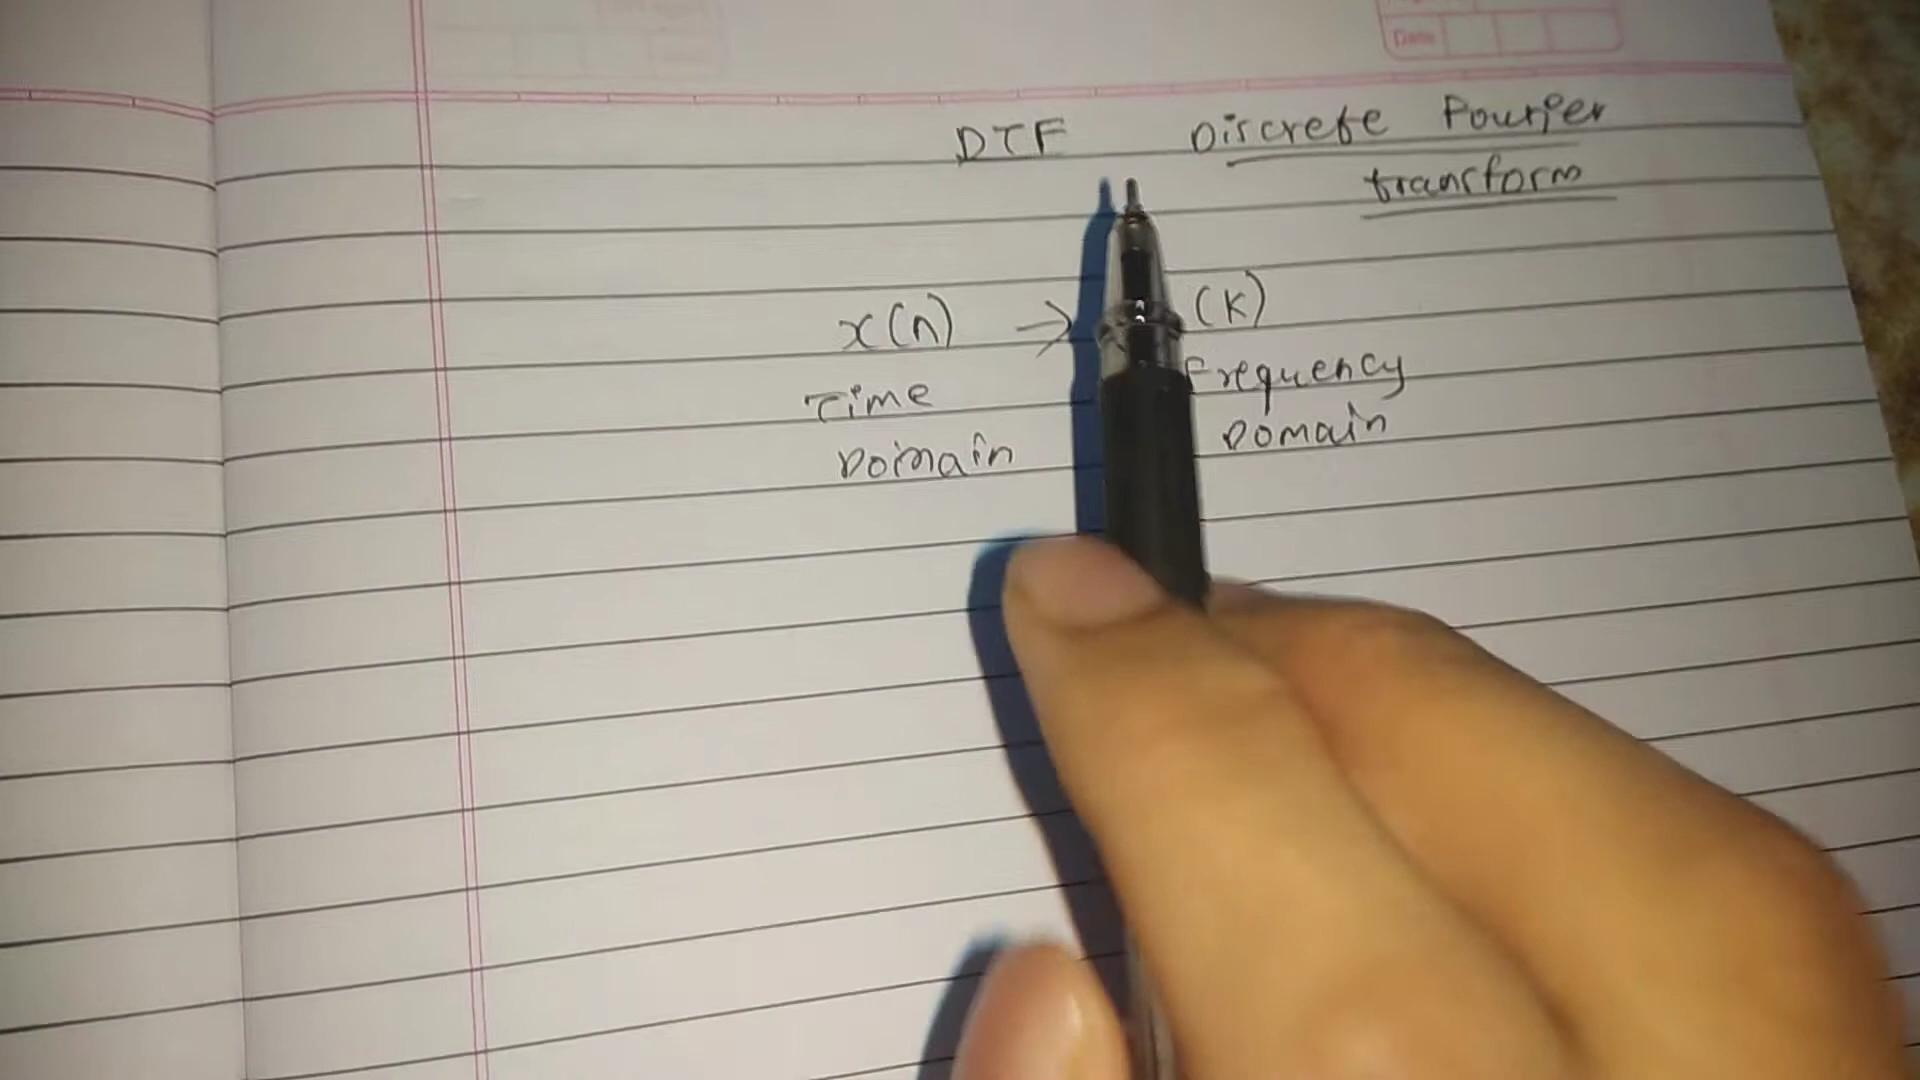 Date
DTF Discrete Fourier
transform
x(n) → (K)
Time Frequency
Domain Domain